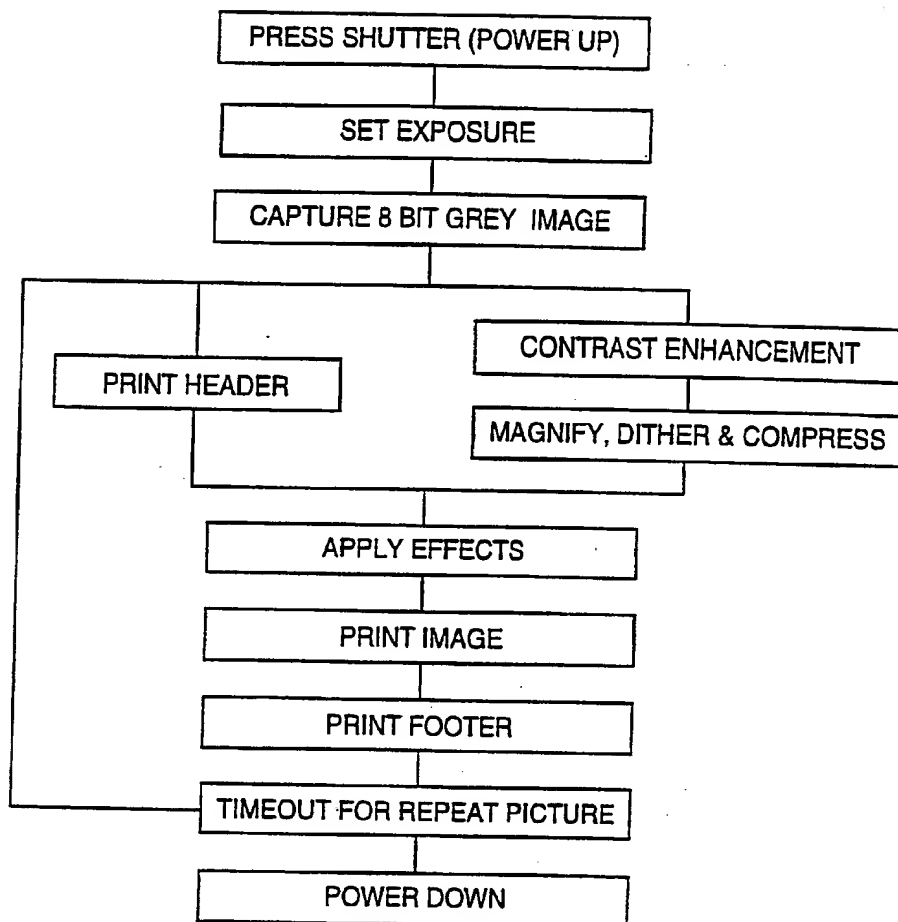 PRESS SHUTTER (POWER UP)
SET EXPOSURE
CAPTURE 8 BIT GREY IMAGE
CONTRAST ENHANCEMENT
PRINT HEADER
MAGNIFY, DITHER & COMPRESS
APPLY EFFECTS
PRINT IMAGE
PRINT FOOTER
TIMEOUT FOR REPEAT PICTURE
POWER DOWN